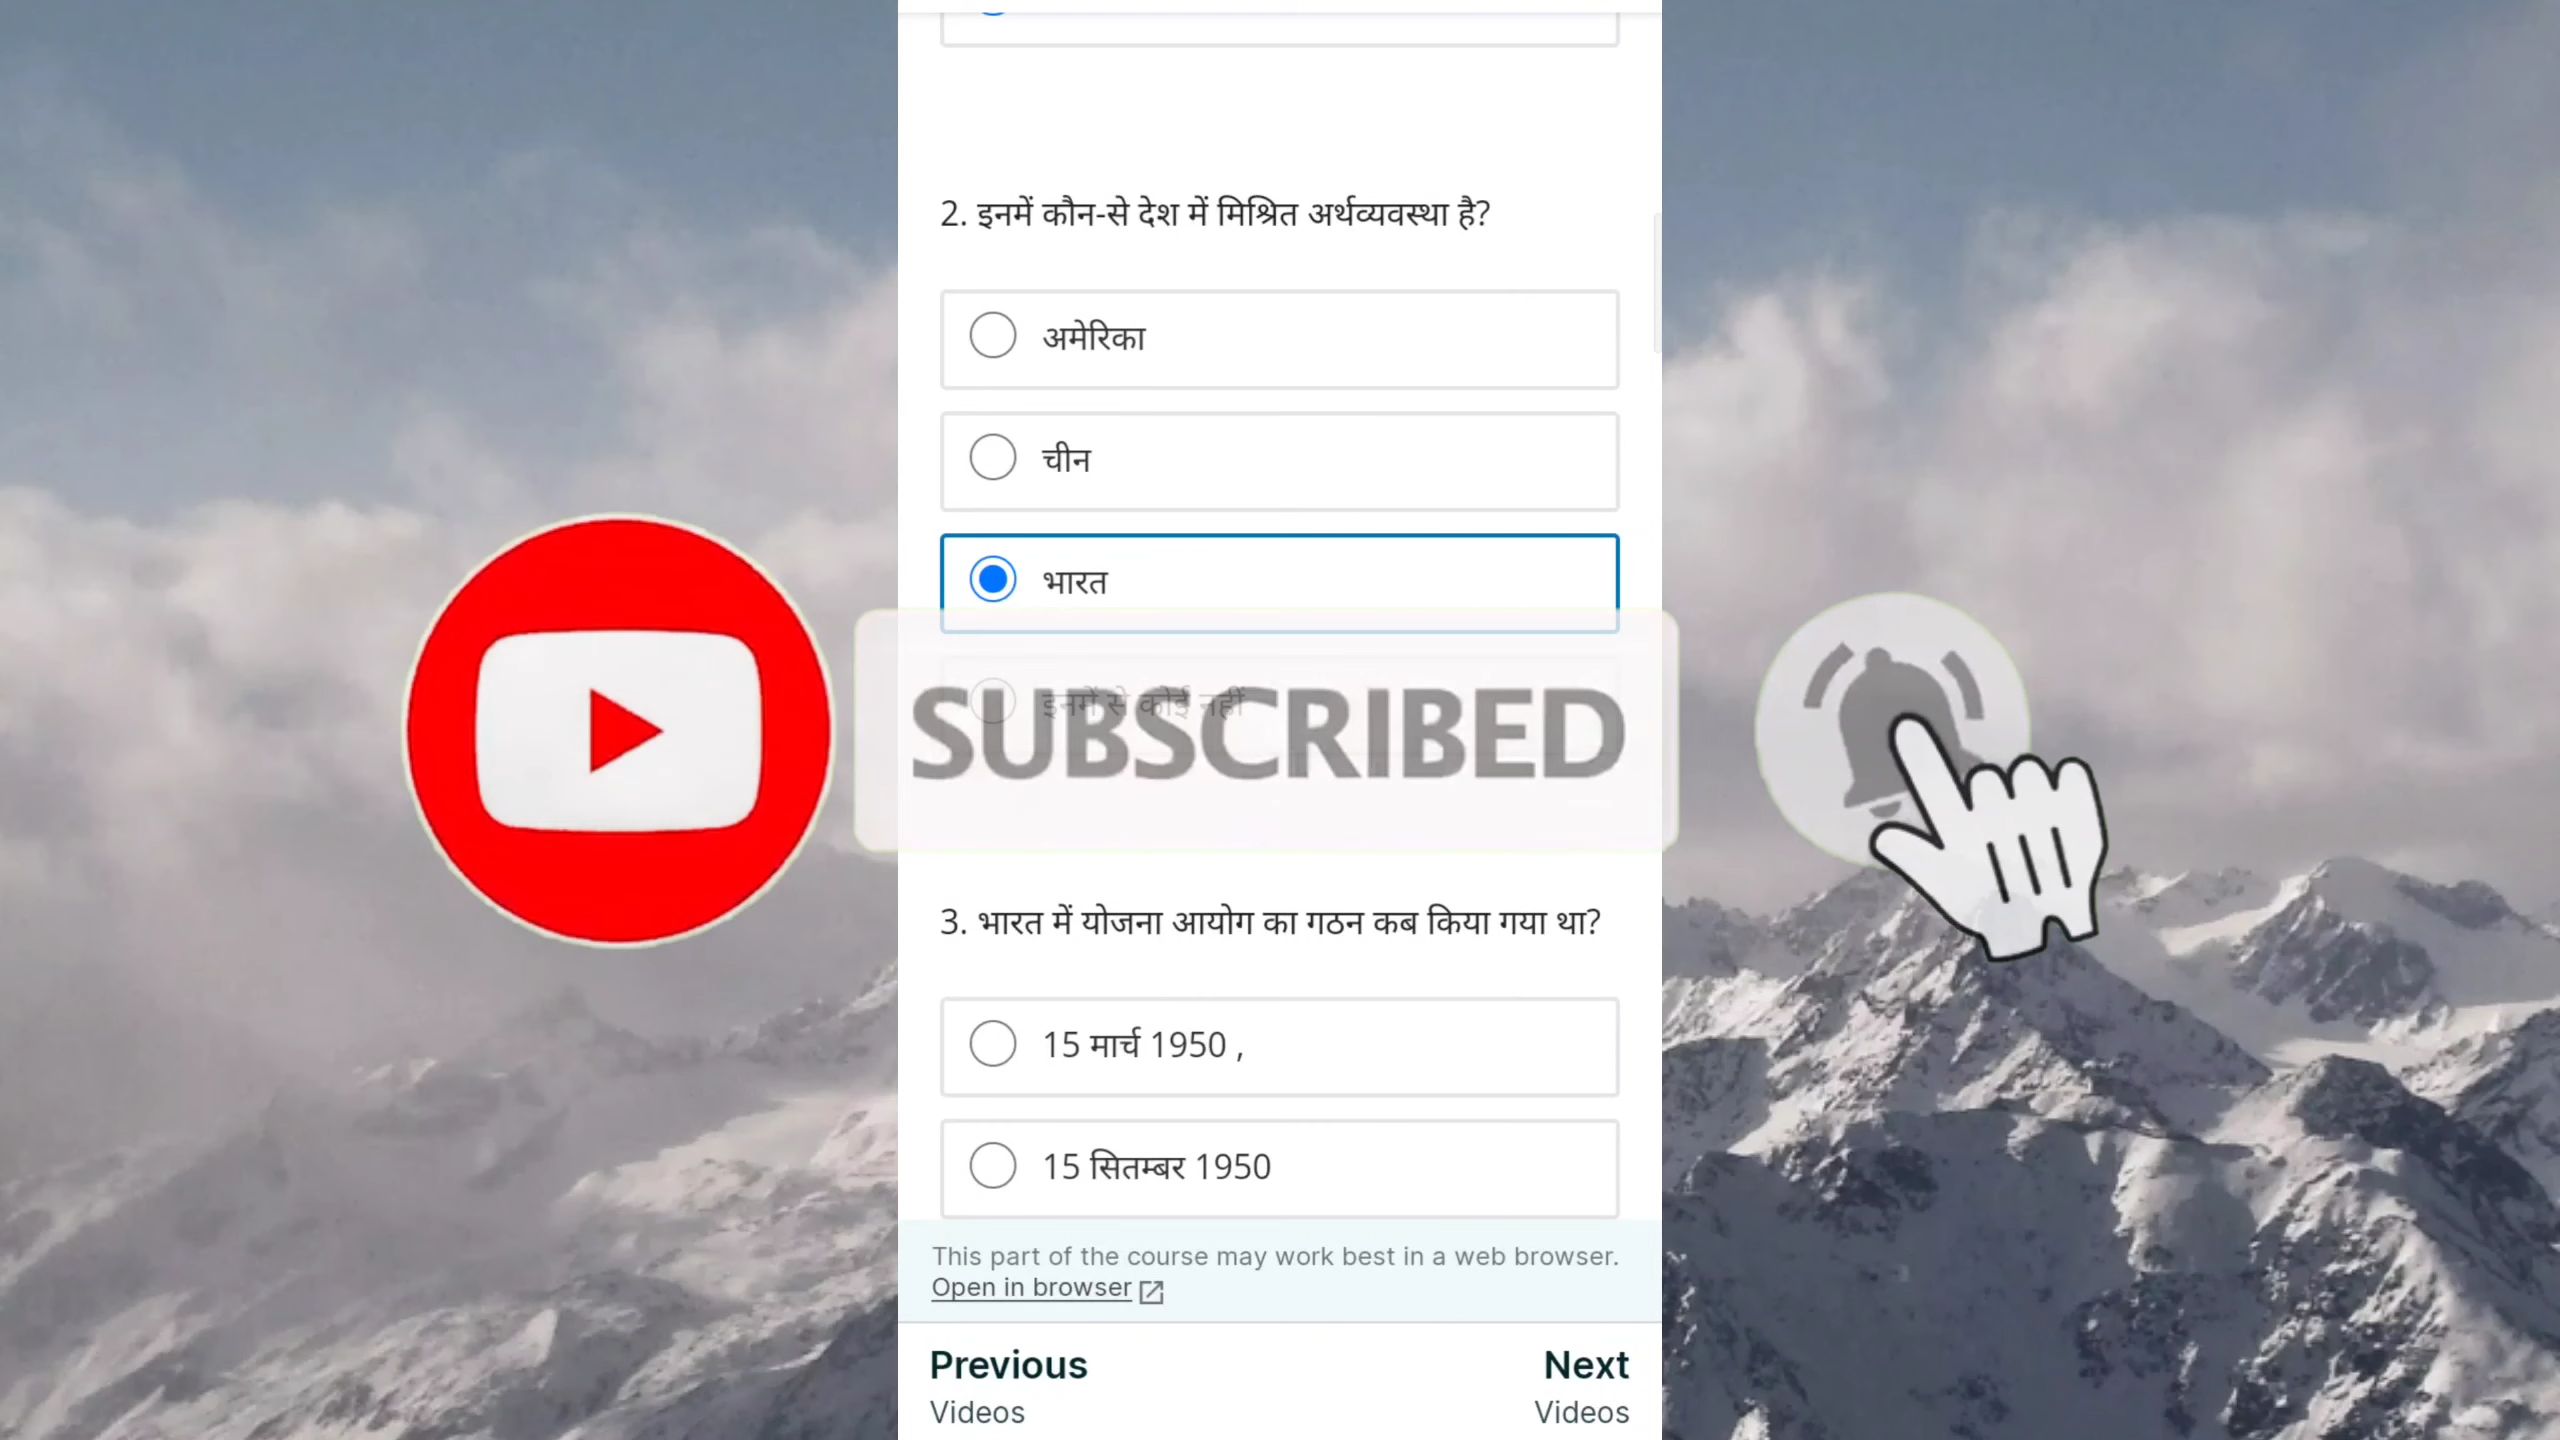 2. इनमें कौन-से देश में मिश्रित अर्थव्यवस्था है?
अमेरिका
चीन
भारत
इनमें से कोई नहीं
SUBSCRIBED
3. भारत में योजना आयोग का गठन कब किया गया था?
15 मार्च 1950 ,
15 सितम्बर 1950
This part of the course may work best in a web browser.
Open in browser
Previous
Next
Videos
Videos